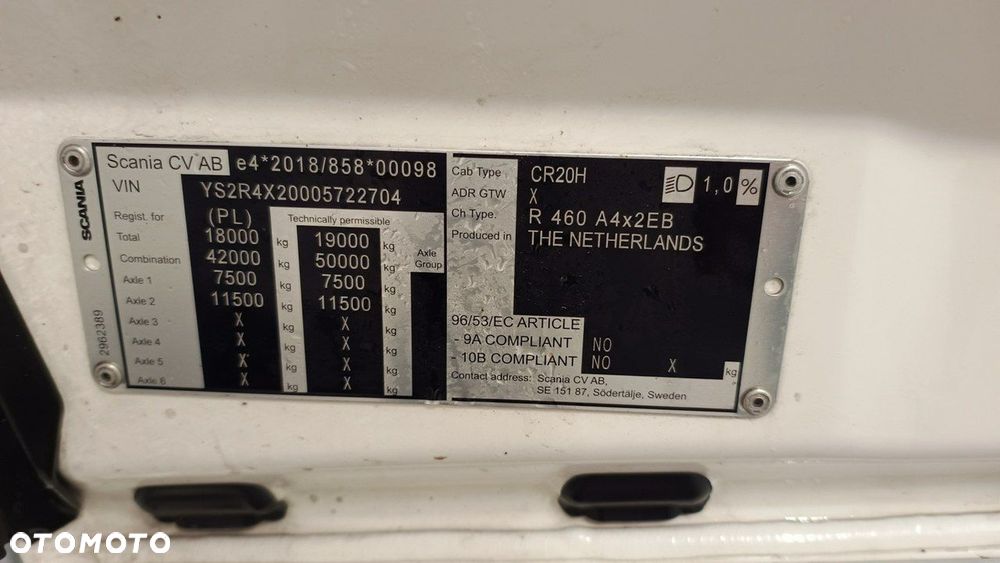 SCANIA
2962389
Scania CV AB e4*2018/858*00098
VIN YS2R4X20005722704
Regist. for (PL) Technically permissible
Total 18000 kg 19000 kg
Combination 42000 kg 50000 kg Axle Group
Axle 1 7500 kg 7500 kg
Axle 2 11500 kg 11500 kg
Axle 3 X kg X kg
Axle 4 X kg X kg
Axle 5 X kg X kg
Axle 6 X kg X kg
Cab Type CR20H 1,0 %
ADR GTW X
Ch Type. R 460 A4x2EB
Produced in THE NETHERLANDS
96/53/EC ARTICLE
- 9A COMPLIANT NO
- 10B COMPLIANT NO X kg
Contact address: Scania CV AB,
SE 151 87, Södertälje, Sweden
OTOMOTO